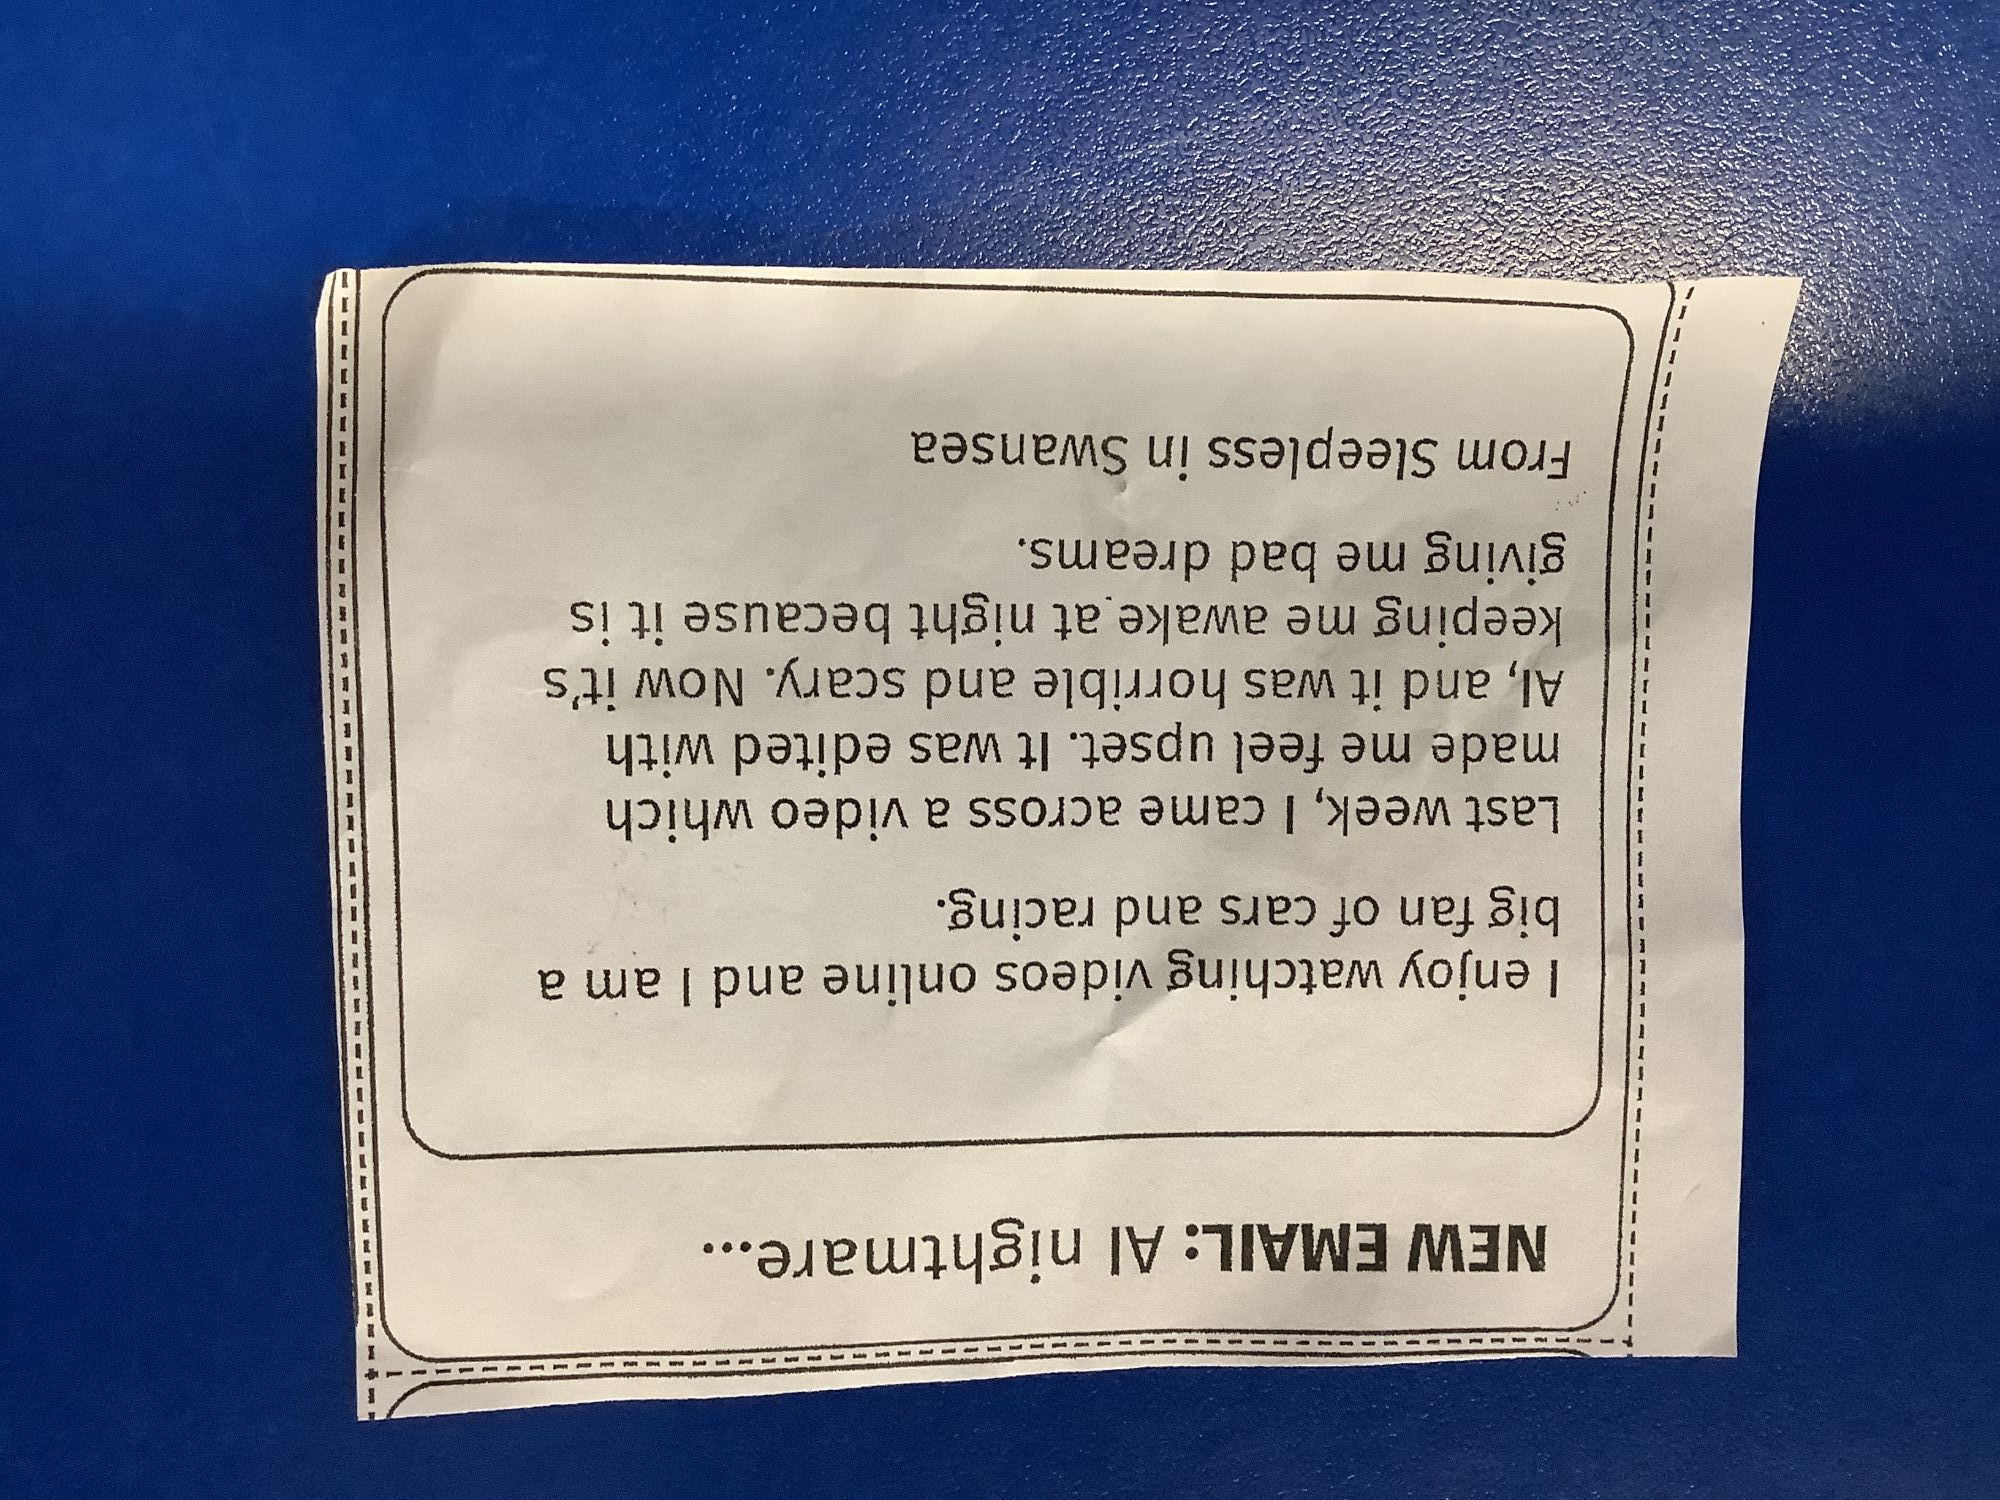 NEW EMAIL: AI nightmare...
I enjoy watching videos online and I am a
big fan of cars and racing.
Last week, I came across a video which
made me feel upset. It was edited with
AI, and it was horrible and scary. Now it's
keeping me awake at night because it is
giving me bad dreams.
From Sleepless in Swansea